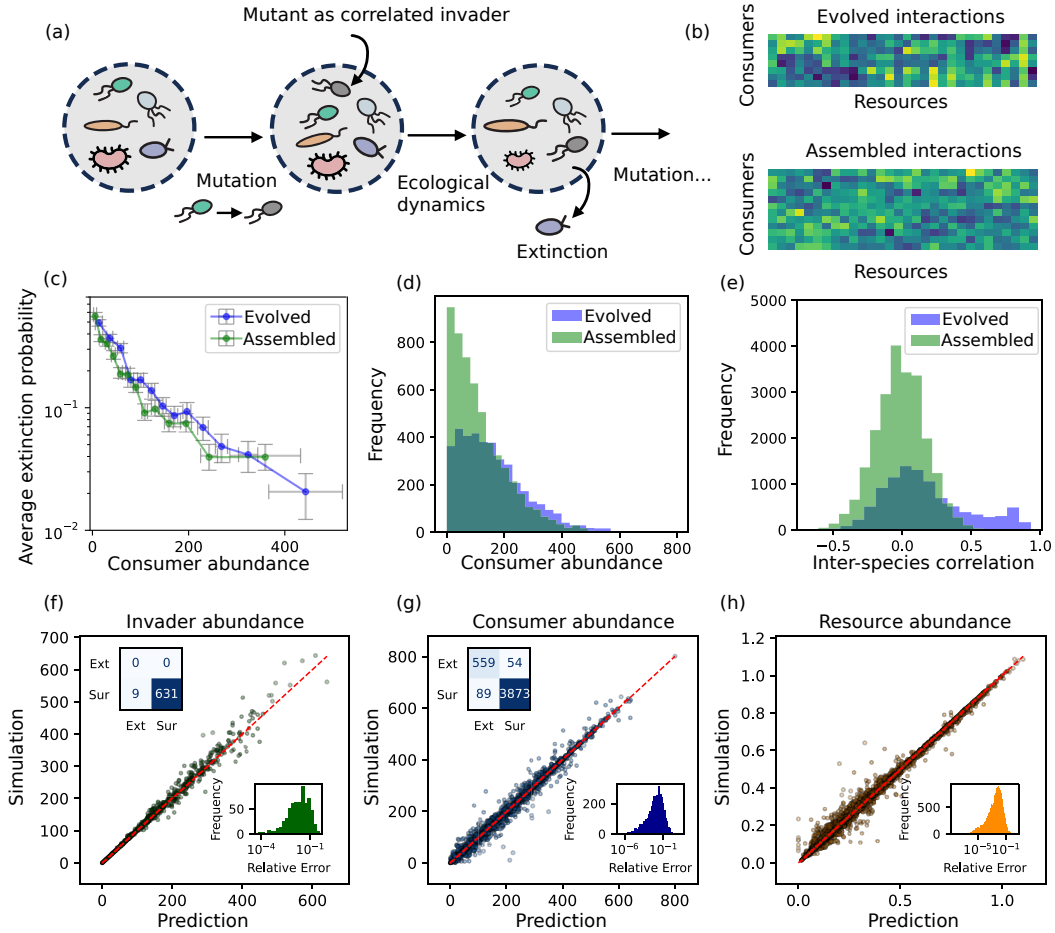 Mutant as correlated invader
(a)
Mutation
Ecological
dynamics
Extinction
Mutation...
(b)
Evolved interactions
Consumers
Resources
Assembled interactions
Consumers
Resources
(c)
Average extinction probability
10⁻¹
10⁻²
0
200
400
Consumer abundance
Evolved
Assembled
(d)
Frequency
0
200
400
600
800
0
200
400
600
800
Consumer abundance
Evolved
Assembled
(e)
Frequency
0
1000
2000
3000
4000
5000
−0.5
0.0
0.5
1.0
Inter-species correlation
Evolved
Assembled
(f)
Invader abundance
Simulation
700
600
500
400
300
200
100
0
0
200
400
600
Prediction
Ext
0
0
Sur
9
631
Ext
Sur
Frequency
50
0
10⁻⁴
10⁻¹
Relative Error
(g)
Consumer abundance
Simulation
800
600
400
200
0
0
200
400
600
800
Prediction
Ext
559
54
Sur
89
3873
Ext
Sur
Frequency
200
0
10⁻⁶
10⁻¹
Relative Error
(h)
Resource abundance
Simulation
1.2
1.0
0.8
0.6
0.4
0.2
0.0
0.0
0.5
1.0
Prediction
Frequency
500
0
10⁻⁵
10⁻¹
Relative Error